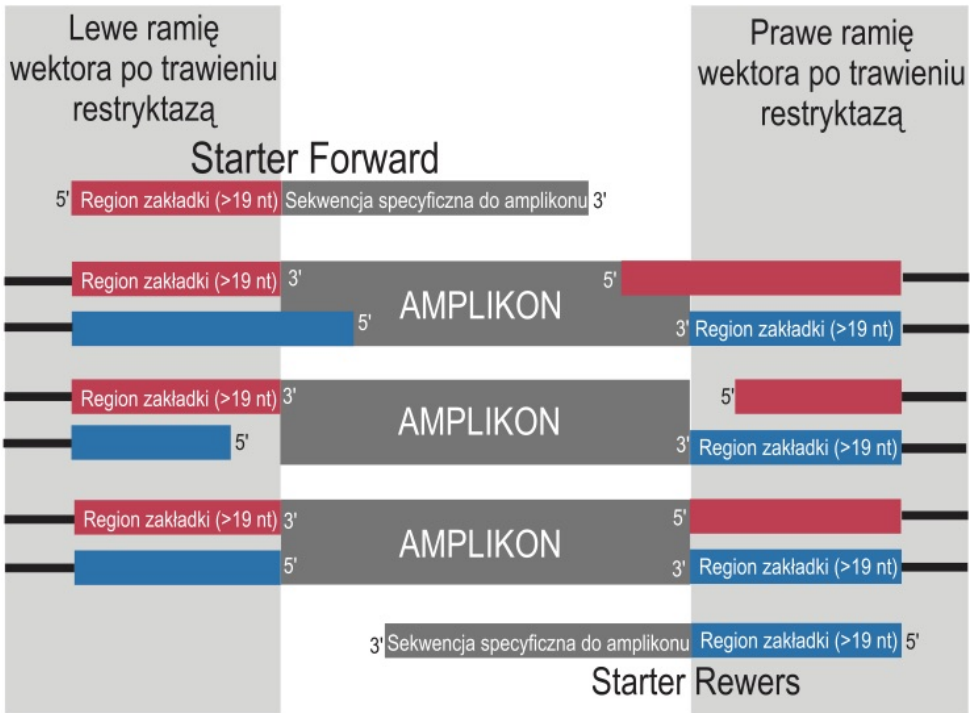 Lewe ramię
wektora po trawieniu
restryktazą
Prawe ramię
wektora po trawieniu
restryktazą
Starter Forward
5' Region zakładki (>19 nt) Sekwencja specyficzna do amplikonu 3'
Region zakładki (>19 nt) 3' 5'
AMPLIKON
5' 3' Region zakładki (>19 nt)
Region zakładki (>19 nt) 3' 5'
AMPLIKON
5' 3' Region zakładki (>19 nt)
Region zakładki (>19 nt) 3' 5'
AMPLIKON
5' 3' Region zakładki (>19 nt)
3' Sekwencja specyficzna do amplikonu Region zakładki (>19 nt) 5'
Starter Rewers